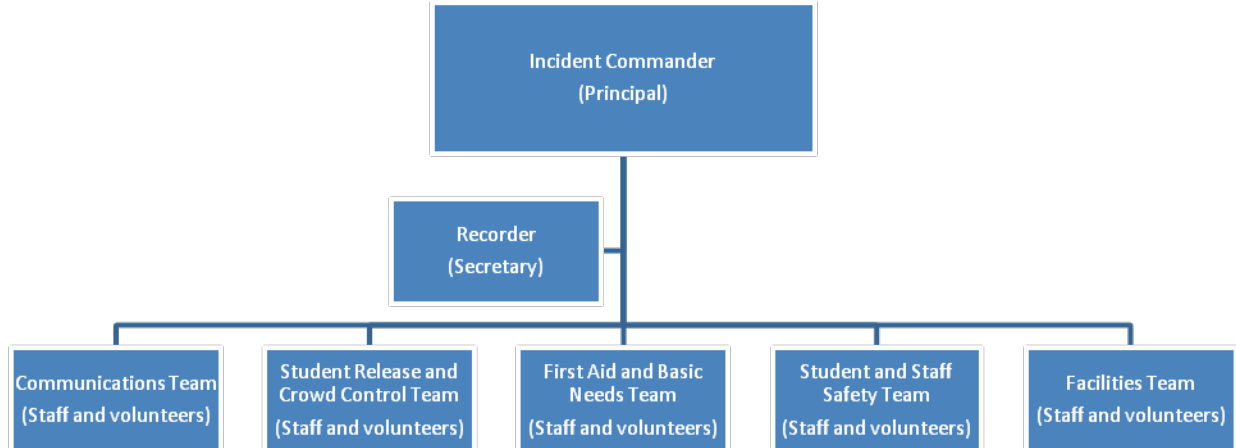 Incident Commander
(Principal)
Recorder
(Secretary)
Communications Team
(Staff and volunteers)
Student Release and
Crowd Control Team
(Staff and volunteers)
First Aid and Basic
Needs Team
(Staff and volunteers)
Student and Staff
Safety Team
(Staff and volunteers)
Facilities Team
(Staff and volunteers)